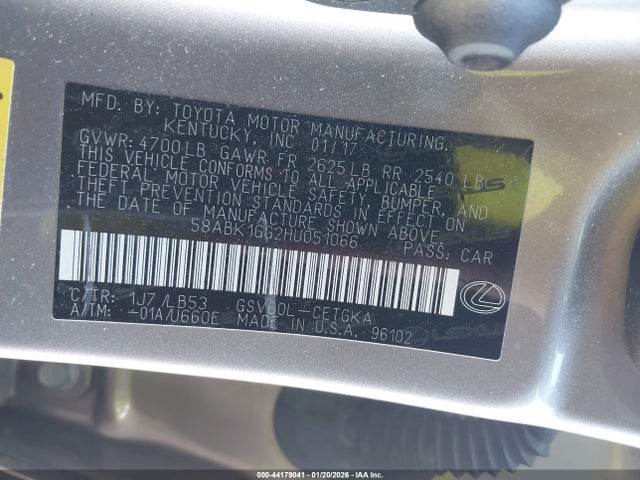 MFD. BY: TOYOTA MOTOR MANUFACTURING.
KENTUCKY, INC 01/17
GVWR: 4700LB GAWR FR 2625LB RR 2540 LB
THIS VEHICLE CONFORMS TO ALL APPLICABLE
FEDERAL MOTOR VEHICLE SAFETY, BUMPER, AND
THEFT PREVENTION STANDARDS IN EFFECT ON
THE DATE OF MANUFACTURE SHOWN ABOVE.
58ABK1GG2HU051066 PASS. CAR
C/TR: 1J7 /LB53 GSV60L-CETGKA
A/TM: -01A/U660E MADE IN U.S.A. 96102
000-44179041 - 01/20/2026 - IAA Inc.